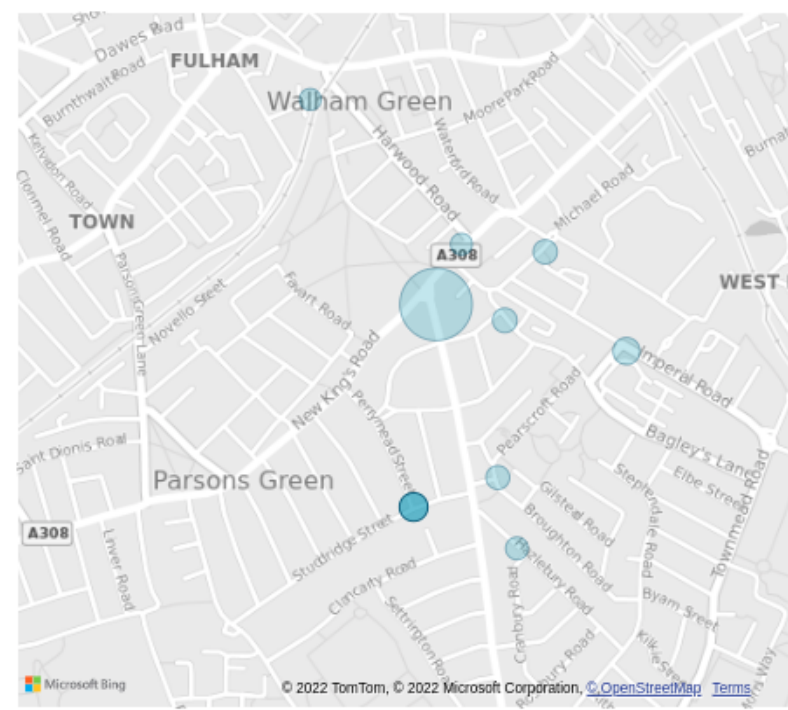 Dawes Road
FULHAM
Burnthwait Road
Walham Green
Moore Park Road
Harwood Road
Waterford Road
Kelvedon Road
Clonmel Road
TOWN
Michael Road
A308
WEST
Parsons Green Lane
Novello Street
Favart Road
New King's Road
Imperial Road
Perrymead Street
Pearscroft Road
Bagley's Lane
Saint Dionis Road
Parsons Green
Elbe Street
Stephendale Road
Townmead Road
Gilsted Road
A308
Studdridge Street
Broughton Road
Linver Road
Clancarty Road
Hazlebury Road
Byam Street
Settrington Road
Cranbury Road
Microsoft Bing
© 2022 TomTom, © 2022 Microsoft Corporation, © OpenStreetMap Terms